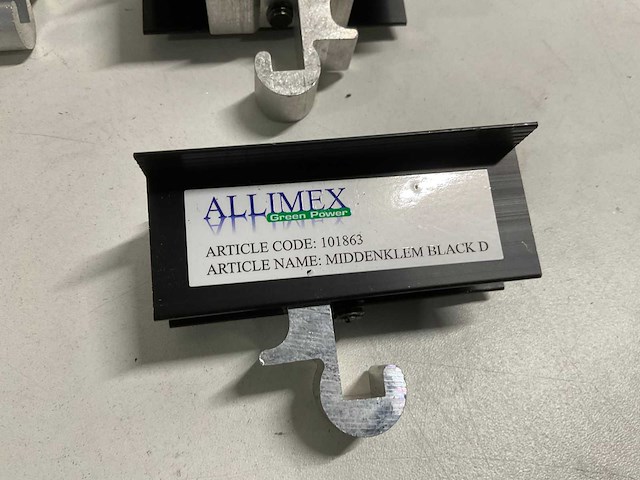 ALLIMEX
Green Power
ARTICLE CODE: 101863
ARTICLE NAME: MIDDENKLEM BLACK D